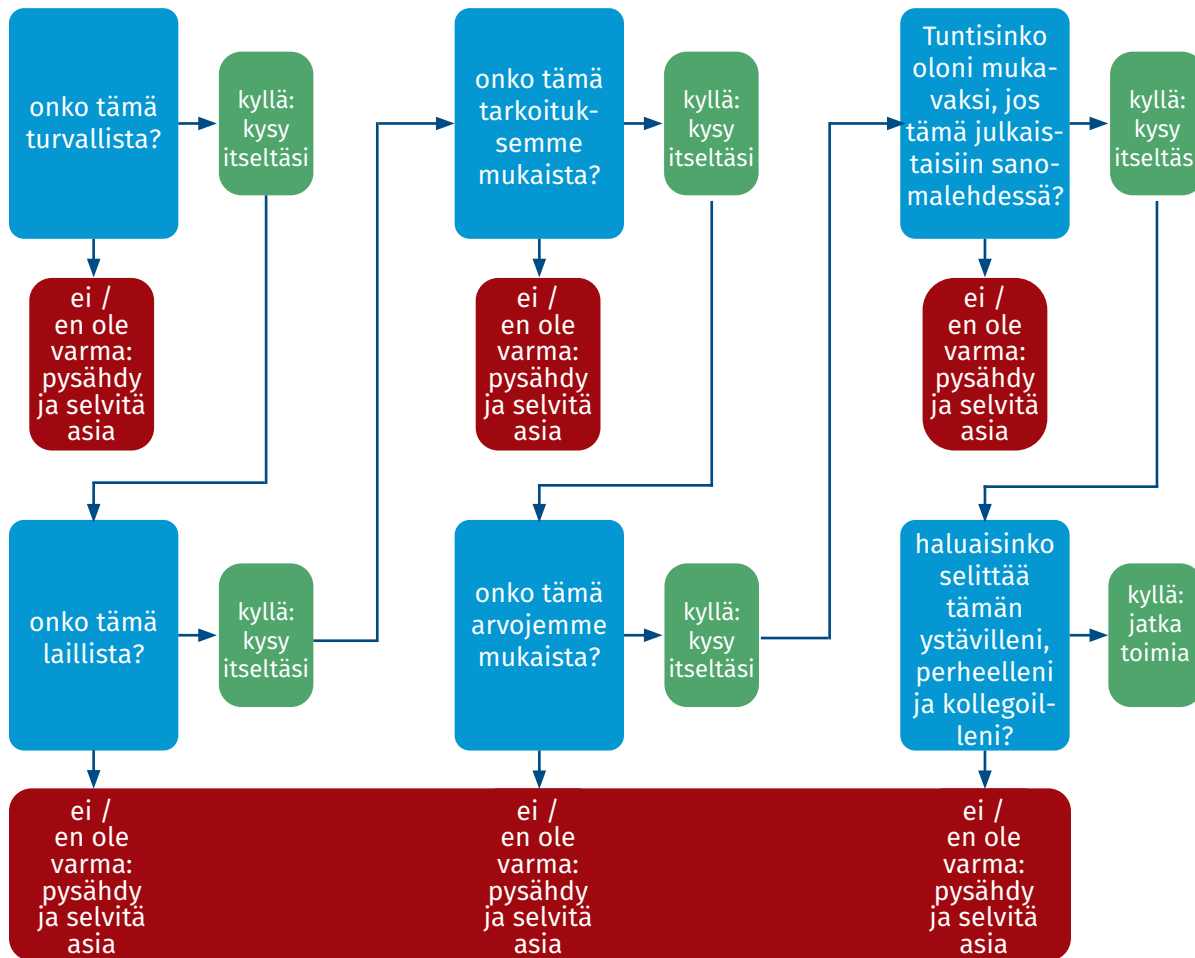 onko tämä
turvallista?
kyllä:
kysy
itseltäsi
ei /
en ole
varma:
pysähdy
ja selvitä
asia
onko tämä
laillista?
kyllä:
kysy
itseltäsi
ei /
en ole
varma:
pysähdy
ja selvitä
asia
onko tämä
tarkoituk-
semme
mukaista?
kyllä:
kysy
itseltäsi
ei /
en ole
varma:
pysähdy
ja selvitä
asia
onko tämä
arvojemme
mukaista?
kyllä:
kysy
itseltäsi
ei /
en ole
varma:
pysähdy
ja selvitä
asia
Tuntisinko
oloni muka-
vaksi, jos
tämä julkais-
taisiin sano-
malehdessä?
kyllä:
kysy
itseltäsi
ei /
en ole
varma:
pysähdy
ja selvitä
asia
haluaisinko
selittää
tämän
ystävilleni,
perheelleni
ja kollegoil-
leni?
kyllä:
jatka
toimia
ei /
en ole
varma:
pysähdy
ja selvitä
asia